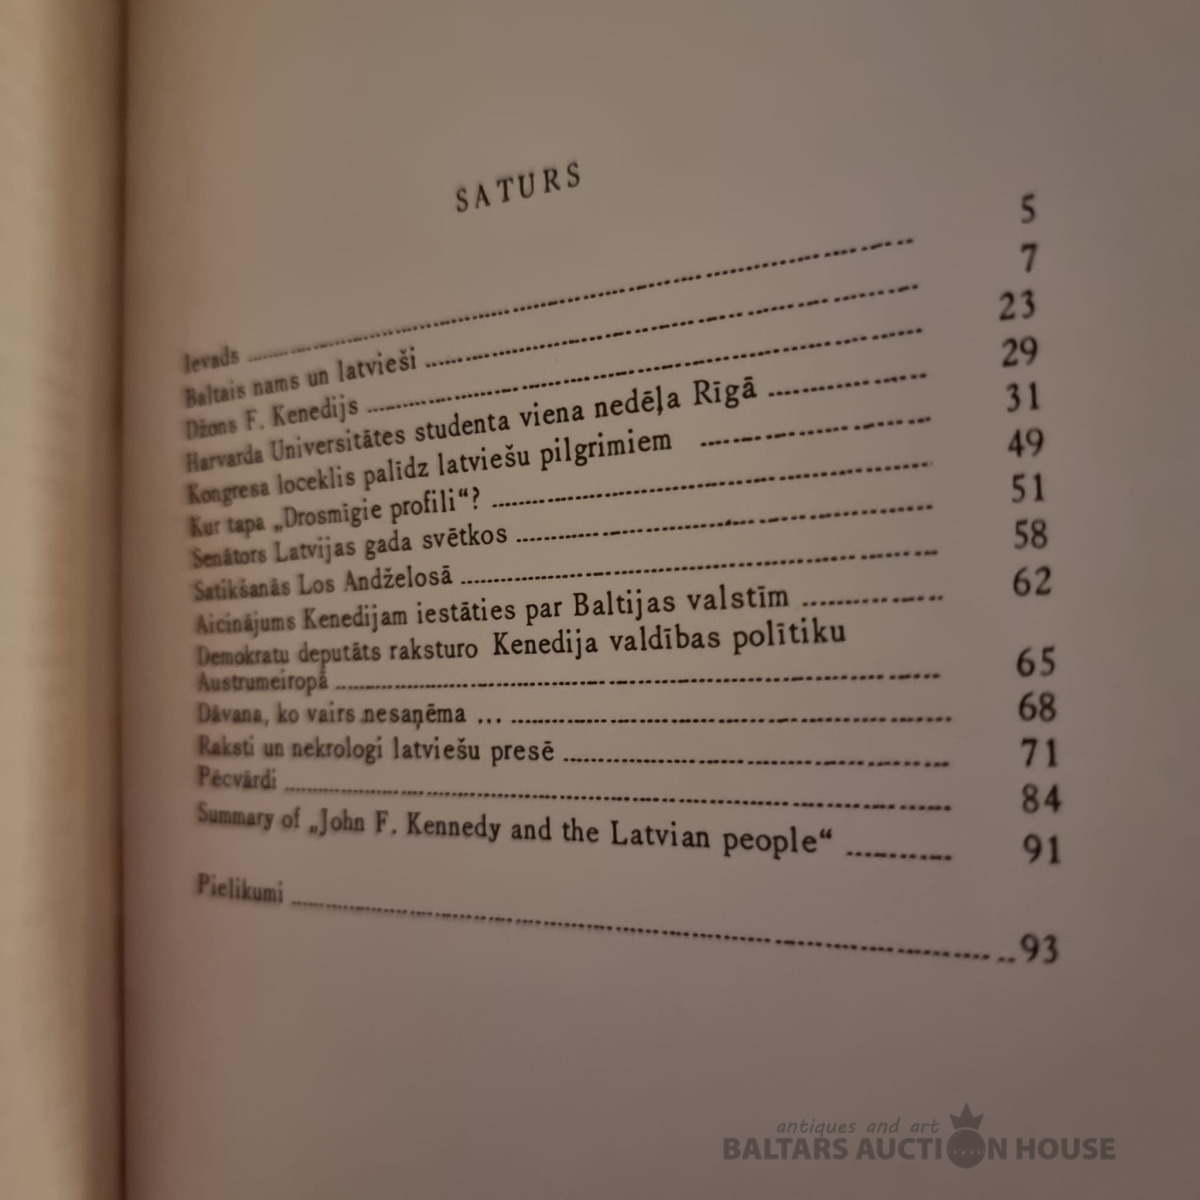 SATURS
Ievads 5
Baltais nams un latvieši 7
Džons F. Kenedijs 23
Harvarda Universitātes studenta viena nedēļa Rīgā 29
Kongresa loceklis palīdz latviešu pilgrimiem 31
Kur tapa „Drosmīgie profili“? 49
Senātors Latvijas gada svētkos 51
Satikšanās Los Andželosā 58
Aicinājums Kenedijam iestāties par Baltijas valstīm 62
Demokratu deputāts raksturo Kenedija valdības polītiku
Austrumeiropā 65
Dāvana, ko vairs nesaņēma ... 68
Raksti un nekrologi latviešu presē 71
Pēcvārdi 84
Summary of „John F. Kennedy and the Latvian people“ 91
Pielikumi 93
antiques and art
BALTARS AUCTION HOUSE